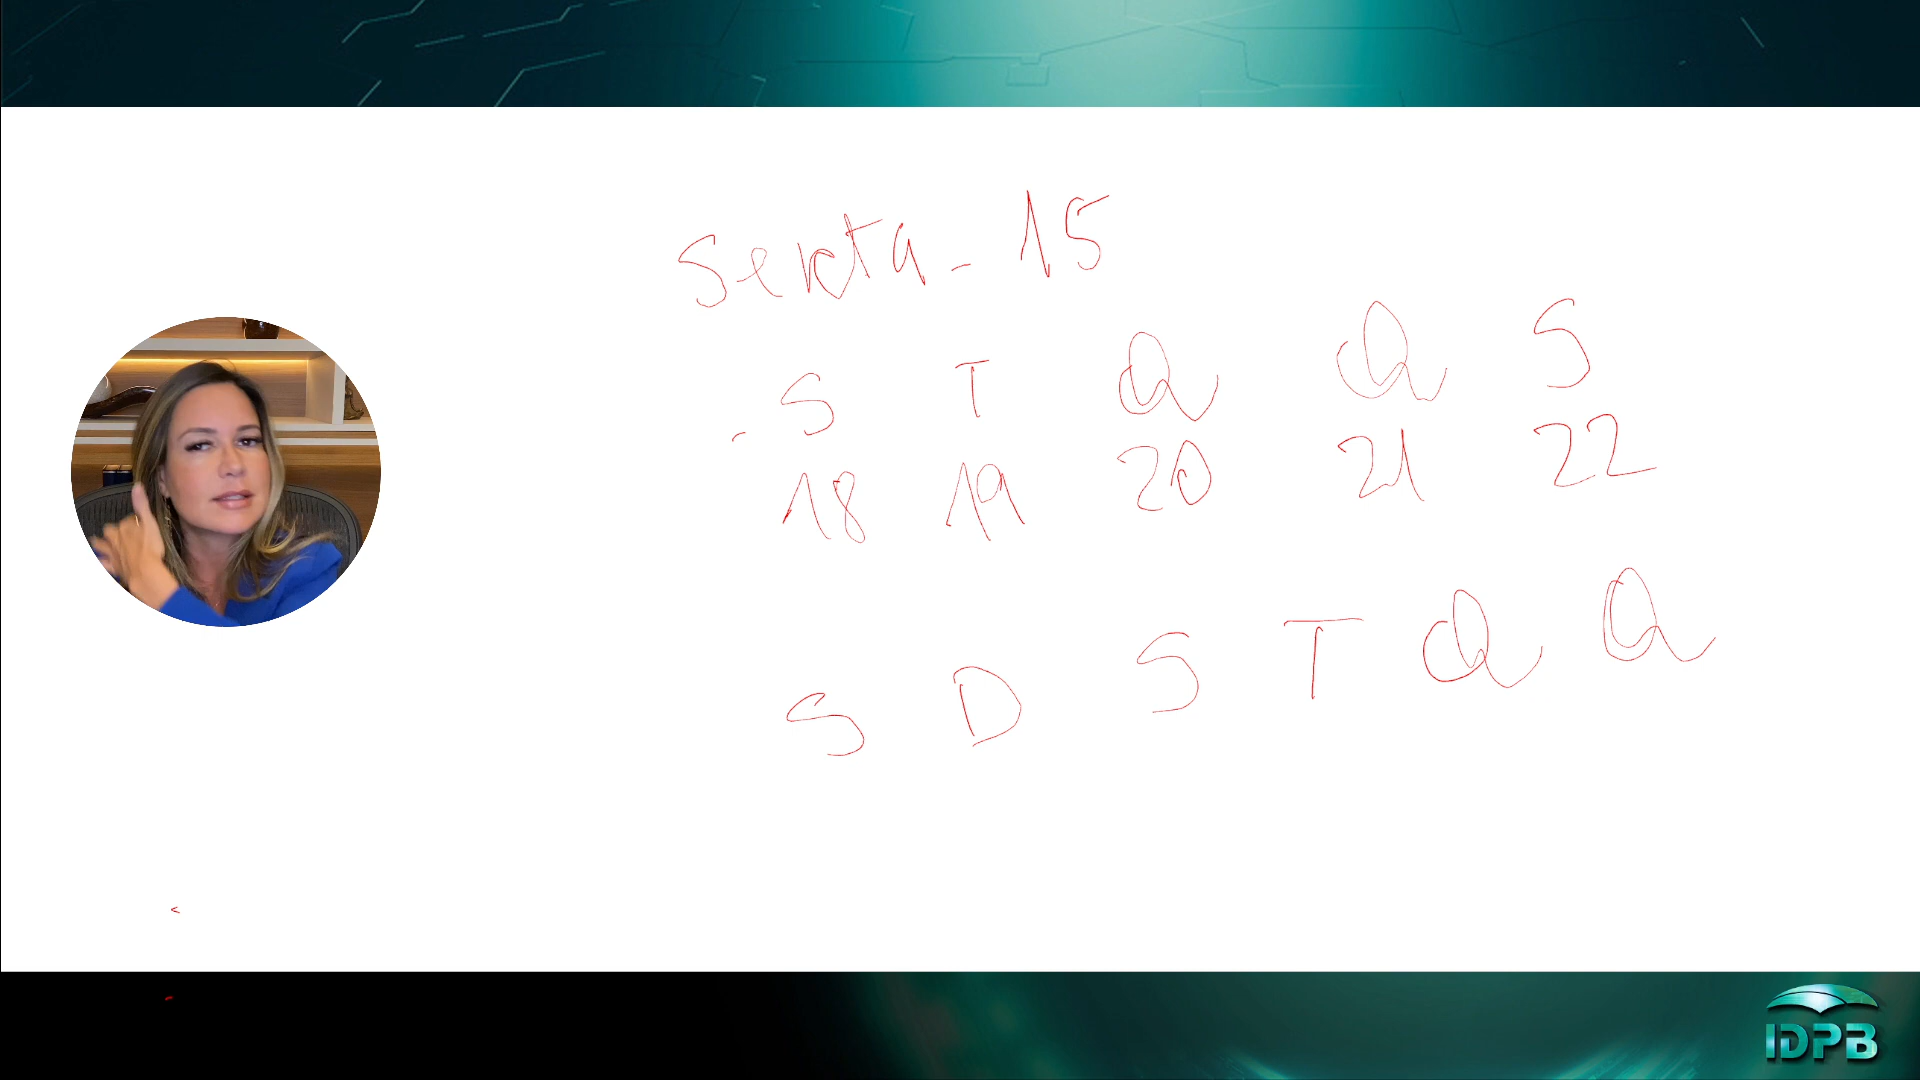 Sexta - 15
- S T Q Q S
18 19 20 21 22
S D S T Q Q
IDPB